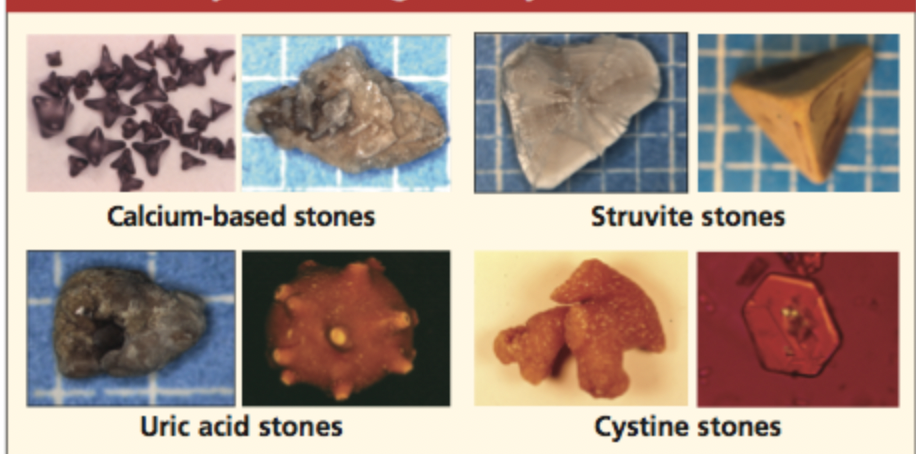 Calcium-based stones
Struvite stones
Uric acid stones
Cystine stones